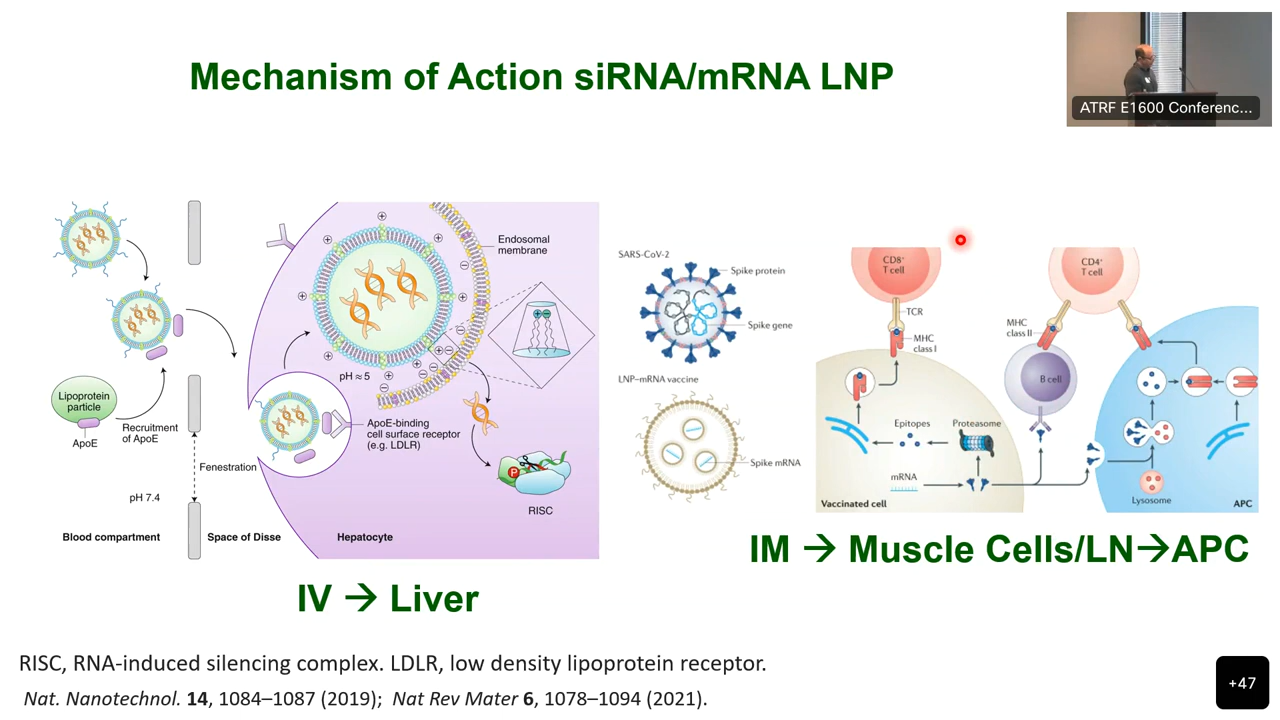 Mechanism of Action siRNA/mRNA LNP
ATRF E1600 Conferenc...
Endosomal
membrane
pH ≈ 5
Lipoprotein
particle
ApoE
Recruitment
of ApoE
ApoE-binding
cell surface receptor
(e.g. LDLR)
Fenestration
pH 7.4
P
RISC
Blood compartment
Space of Disse
Hepatocyte
IV → Liver
SARS-CoV-2
Spike protein
Spike gene
LNP–mRNA vaccine
Spike mRNA
CD8⁺
T cell
CD4⁺
T cell
TCR
MHC
class I
MHC
class II
B cell
Epitopes
Proteasome
mRNA
Vaccinated cell
Lysosome
APC
IM → Muscle Cells/LN→APC
RISC, RNA-induced silencing complex. LDLR, low density lipoprotein receptor.
Nat. Nanotechnol. 14, 1084–1087 (2019); Nat Rev Mater 6, 1078–1094 (2021).
+47